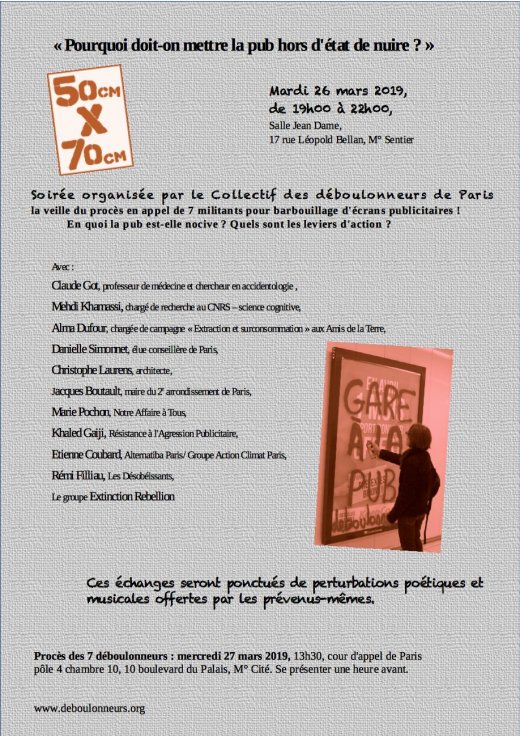 « Pourquoi doit-on mettre la pub hors d'état de nuire ? »
50CM
X
70CM
Mardi 26 mars 2019,
de 19h00 à 22h00,
Salle Jean Dame,
17 rue Léopold Bellan, M° Sentier
Soirée organisée par le Collectif des déboulonneurs de Paris
la veille du procès en appel de 7 militants pour barbouillage d'écrans publicitaires !
En quoi la pub est-elle nocive ? Quels sont les leviers d'action ?
Avec :
Claude Got, professeur de médecine et chercheur en accidentologie ,
Mehdi Khamassi, chargé de recherche au CNRS – science cognitive,
Alma Dufour, chargée de campagne « Extraction et surconsommation » aux Amis de la Terre,
Danielle Simonnet, élue conseillère de Paris,
Christophe Laurens, architecte,
Jacques Boutault, maire du 2e arrondissement de Paris,
Marie Pochon, Notre Affaire à Tous,
Khaled Gaiji, Résistance à l'Agression Publicitaire,
Etienne Coubard, Alternatiba Paris/ Groupe Action Climat Paris,
Rémi Filliau, Les Désobéissants,
Le groupe Extinction Rebellion
GARE
À LA
PUB
deboulonneurs
Ces échanges seront ponctués de perturbations poétiques et
musicales offertes par les prévenus-mêmes.
Procès des 7 déboulonneurs : mercredi 27 mars 2019, 13h30, cour d'appel de Paris
pôle 4 chambre 10, 10 boulevard du Palais, M° Cité. Se présenter une heure avant.
www.deboulonneurs.org